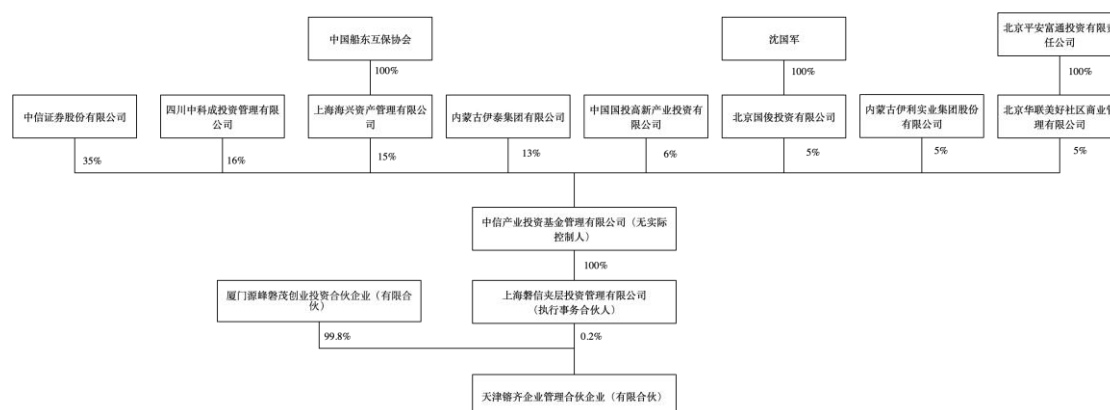 中国船东互保协会
沈国军
北京平安富通投资有限责
任公司
100%
100%
100%
中信证券股份有限公司
四川中科成投资管理有限公
司
上海海兴资产管理有限公
司
内蒙古伊泰集团有限公司
中国国投高新产业投资有
限公司
北京国俊投资有限公司
内蒙古伊利实业集团股份
有限公司
北京华联美好社区商业管
理有限公司
35%
16%
15%
13%
6%
5%
5%
5%
中信产业投资基金管理有限公司（无实际
控制人）
100%
厦门源峰磐茂创业投资合伙企业（有限合
伙）
上海磐信夹层投资管理有限公司
（执行事务合伙人）
99.8%
0.2%
天津镕齐企业管理合伙企业（有限合伙）